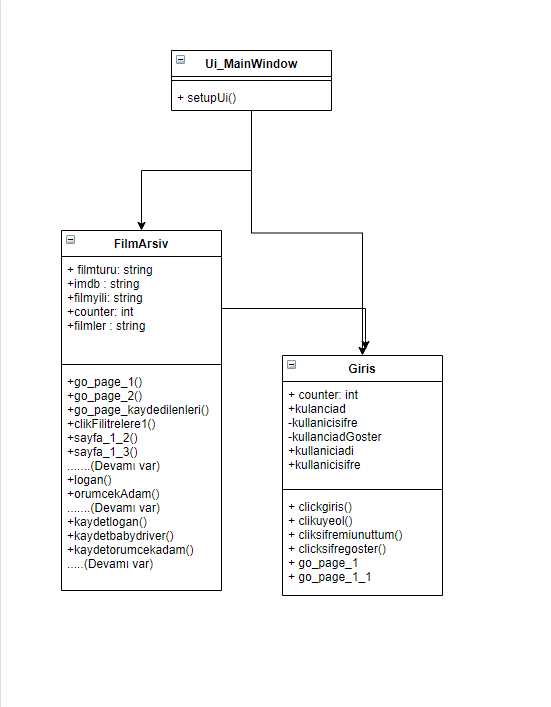 Ui_MainWindow
+ setupUi()
FilmArsiv
+ filmturu: string
+imdb : string
+filmyili: string
+counter: int
+filmler : string
+go_page_1()
+go_page_2()
+go_page_kaydedilenleri()
+clikFilitrelere1()
+sayfa_1_2()
+sayfa_1_3()
.......(Devamı var)
+logan()
+orumcekAdam()
.......(Devamı var)
+kaydetlogan()
+kaydetbabydriver()
+kaydetorumcekadam()
.....(Devamı var)
Giris
+ counter: int
+kulanciad
-kullanicisifre
-kullanciadGoster
+kullaniciadi
+kullanicisifre
+ clickgiris()
+ clikuyeol()
+ cliksifremiunuttum()
+ clicksifregoster()
+ go_page_1
+ go_page_1_1